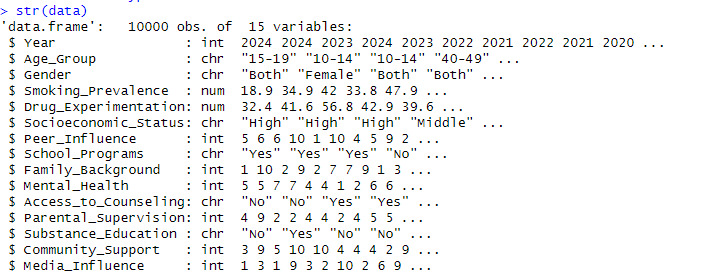 > str(data)
'data.frame':   10000 obs. of  15 variables:
 $ Year                : int  2024 2024 2023 2024 2023 2022 2021 2022 2021 2020 ...
 $ Age_Group           : chr  "15-19" "10-14" "10-14" "40-49" ...
 $ Gender              : chr  "Both" "Female" "Both" "Both" ...
 $ Smoking_Prevalence  : num  18.9 34.9 42 33.8 47.9 ...
 $ Drug_Experimentation: num  32.4 41.6 56.8 42.9 39.6 ...
 $ Socioeconomic_Status: chr  "High" "High" "High" "Middle" ...
 $ Peer_Influence      : int  5 6 6 10 1 10 4 5 9 2 ...
 $ School_Programs     : chr  "Yes" "Yes" "Yes" "No" ...
 $ Family_Background   : int  1 10 2 9 2 7 7 9 1 3 ...
 $ Mental_Health       : int  5 5 7 7 4 4 1 2 6 6 ...
 $ Access_to_Counseling: chr  "No" "No" "Yes" "Yes" ...
 $ Parental_Supervision: int  4 9 2 2 4 4 2 4 5 5 ...
 $ Substance_Education : chr  "No" "Yes" "No" "No" ...
 $ Community_Support   : int  3 9 5 10 10 4 4 4 2 9 ...
 $ Media_Influence     : int  1 3 1 9 3 2 10 2 6 9 ...